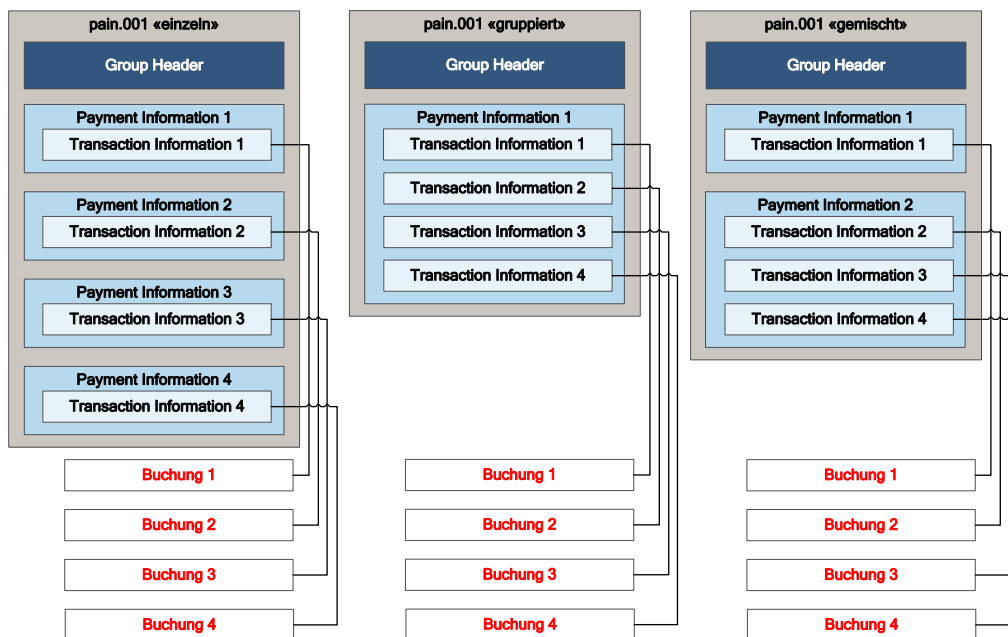 pain.001 «einzeln»
Group Header
Payment Information 1
Transaction Information 1
Payment Information 2
Transaction Information 2
Payment Information 3
Transaction Information 3
Payment Information 4
Transaction Information 4
Buchung 1
Buchung 2
Buchung 3
Buchung 4
pain.001 «gruppiert»
Group Header
Payment Information 1
Transaction Information 1
Transaction Information 2
Transaction Information 3
Transaction Information 4
Buchung 1
Buchung 2
Buchung 3
Buchung 4
pain.001 «gemischt»
Group Header
Payment Information 1
Transaction Information 1
Payment Information 2
Transaction Information 2
Transaction Information 3
Transaction Information 4
Buchung 1
Buchung 2
Buchung 3
Buchung 4